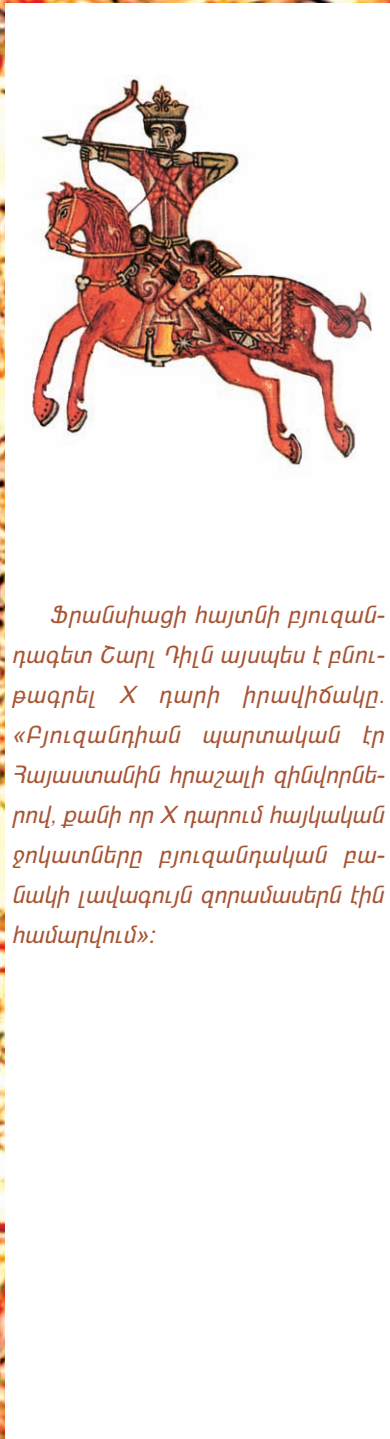 Ֆրանսիացի հայտնի բյուզան-
դագետ Շարլ Դիլն այսպես է բնու-
թագրել X դարի իրավիճակը.
«Բյուզանդիան պարտական էր
Հայաստանին հրաշալի զինվորնե-
րով, քանի որ X դարում հայկական
ջոկատները բյուզանդական բա-
նակի լավագույն զորամասերն էին
համարվում»: